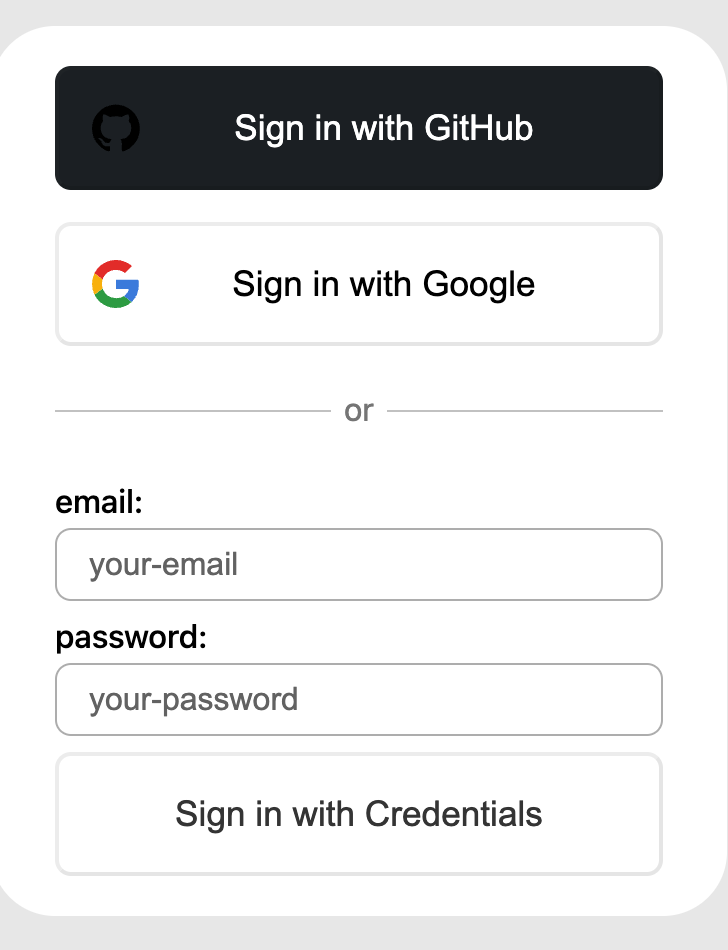 Sign in with GitHub
Sign in with Google
or
email:
your-email
password:
your-password
Sign in with Credentials